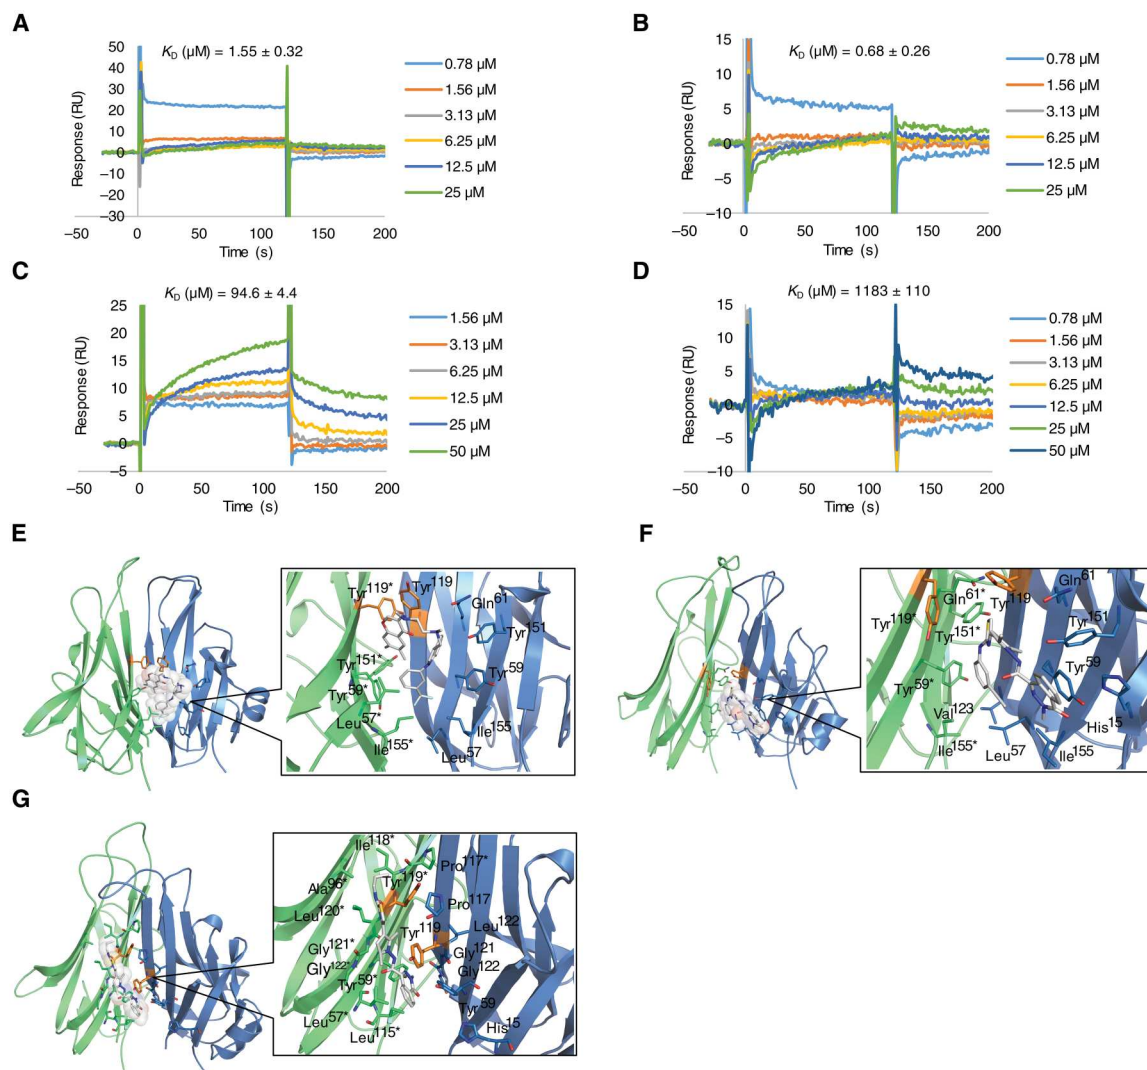 A
K_D (µM) = 1.55 ± 0.32
50
40
30
20
10
0
−10
−20
−30
Response (RU)
−50
0
50
100
150
200
Time (s)
0.78 µM
1.56 µM
3.13 µM
6.25 µM
12.5 µM
25 µM
B
K_D (µM) = 0.68 ± 0.26
15
10
5
0
−5
−10
Response (RU)
−50
0
50
100
150
200
Time (s)
0.78 µM
1.56 µM
3.13 µM
6.25 µM
12.5 µM
25 µM
C
K_D (µM) = 94.6 ± 4.4
25
20
15
10
5
0
−5
Response (RU)
−50
0
50
100
150
200
Time (s)
1.56 µM
3.13 µM
6.25 µM
12.5 µM
25 µM
50 µM
D
K_D (µM) = 1183 ± 110
15
10
5
0
−5
−10
Response (RU)
−50
0
50
100
150
200
Time (s)
0.78 µM
1.56 µM
3.13 µM
6.25 µM
12.5 µM
25 µM
50 µM
E
Tyr119*
Tyr119
Gln61
Tyr151
Tyr151*
Tyr59
Tyr59*
Leu57*
Ile155
Ile155*
Leu57
F
Gln61*
Tyr119
Gln61
Tyr119*
Tyr151*
Tyr151
Tyr59*
Tyr59
Val123
His15
Ile155*
Leu57
Ile155
G
Ile118*
Pro117*
Ala96*
Tyr119*
Pro117
Leu120*
Leu122
Tyr119
Gly121*
Gly121
Gly122*
Gly122
Tyr59*
Tyr59
Leu57*
His15
Leu115*